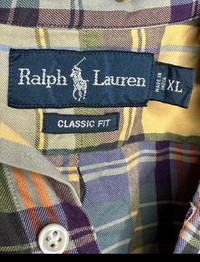 Ralph Lauren
MADE IN
INDIA
XL
CLASSIC FIT